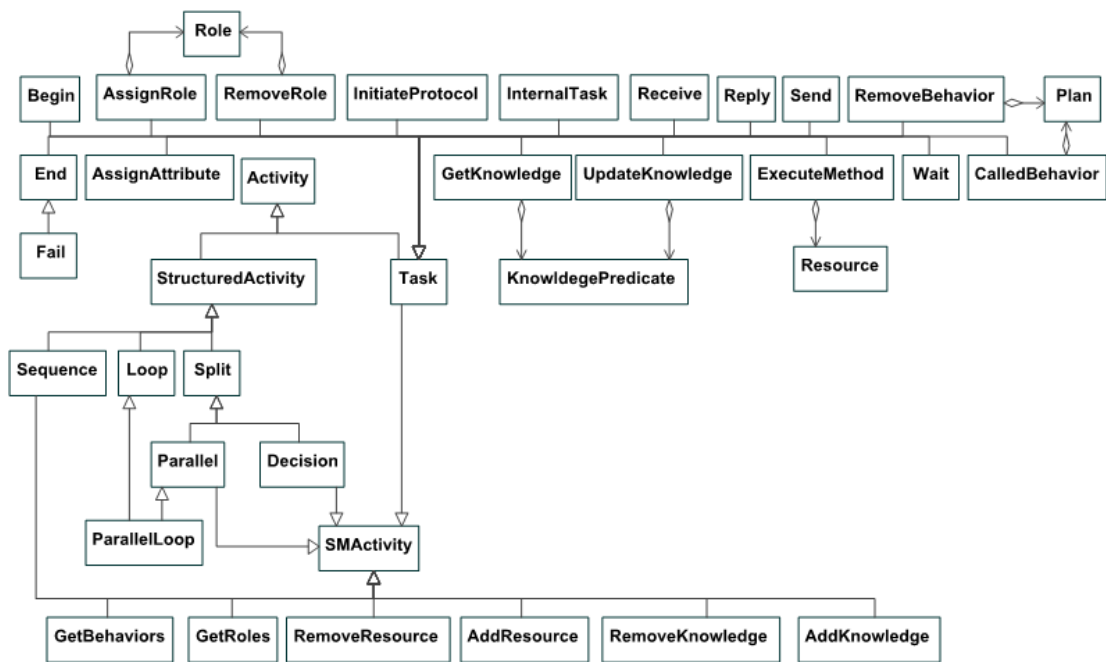 Role
Begin
AssignRole
RemoveRole
InitiateProtocol
InternalTask
Receive
Reply
Send
RemoveBehavior
Plan
End
AssignAttribute
Activity
GetKnowledge
UpdateKnowledge
ExecuteMethod
Wait
CalledBehavior
Fail
StructuredActivity
Task
KnowldegePredicate
Resource
Sequence
Loop
Split
Parallel
Decision
ParallelLoop
SMActivity
GetBehaviors
GetRoles
RemoveResource
AddResource
RemoveKnowledge
AddKnowledge